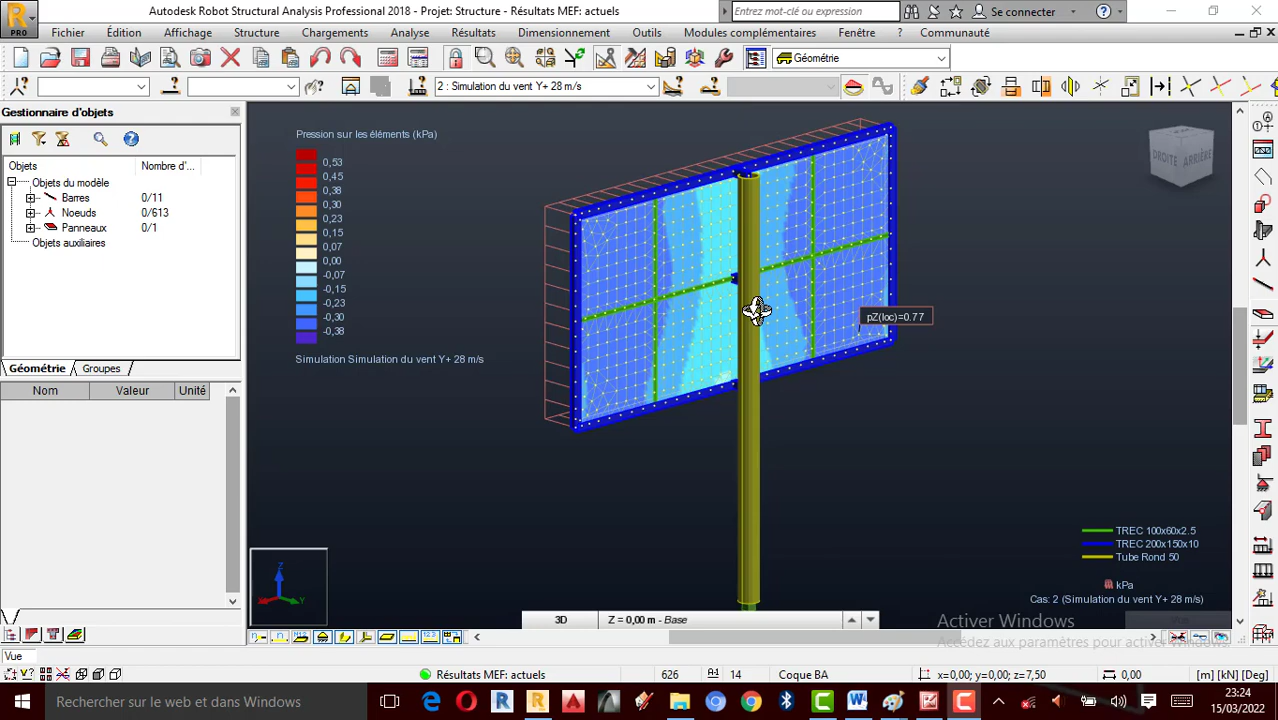 Autodesk Robot Structural Analysis Professional 2018 - Projet: Structure - Résultats MEF: actuels
Entrez mot-clé ou expression
Se connecter
PRO
Fichier Édition Affichage Structure Chargements Analyse Résultats Dimensionnement Outils Modules complémentaires Fenêtre ? Communauté
Géométrie
2 : Simulation du vent Y+ 28 m/s
Gestionnaire d'objets
Objets Nombre d'...
Objets du modèle
Barres 0/11
Noeuds 0/613
Panneaux 0/1
Objets auxiliaires
Géométrie Groupes
Nom Valeur Unité
Pression sur les éléments (kPa)
0,53
0,45
0,38
0,30
0,23
0,15
0,07
0,00
-0,07
-0,15
-0,23
-0,30
-0,38
Simulation Simulation du vent Y+ 28 m/s
DROITE ARRIÈRE
pZ(loc)=0.77
TREC 100x60x2.5
TREC 200x150x10
Tube Rond 50
kPa
Cas: 2 (Simulation du vent Y+ 28 m/s)
Z
X Y
3D Z = 0,00 m - Base
Activer Windows
Accédez aux paramètres pour activer Windows.
Vue
Résultats MEF: actuels 626 14 Coque BA x=0,00; y=0,00; z=7,50 0,00 [m] [kN] [Deg]
Rechercher sur le web et dans Windows
23:24
15/03/2022